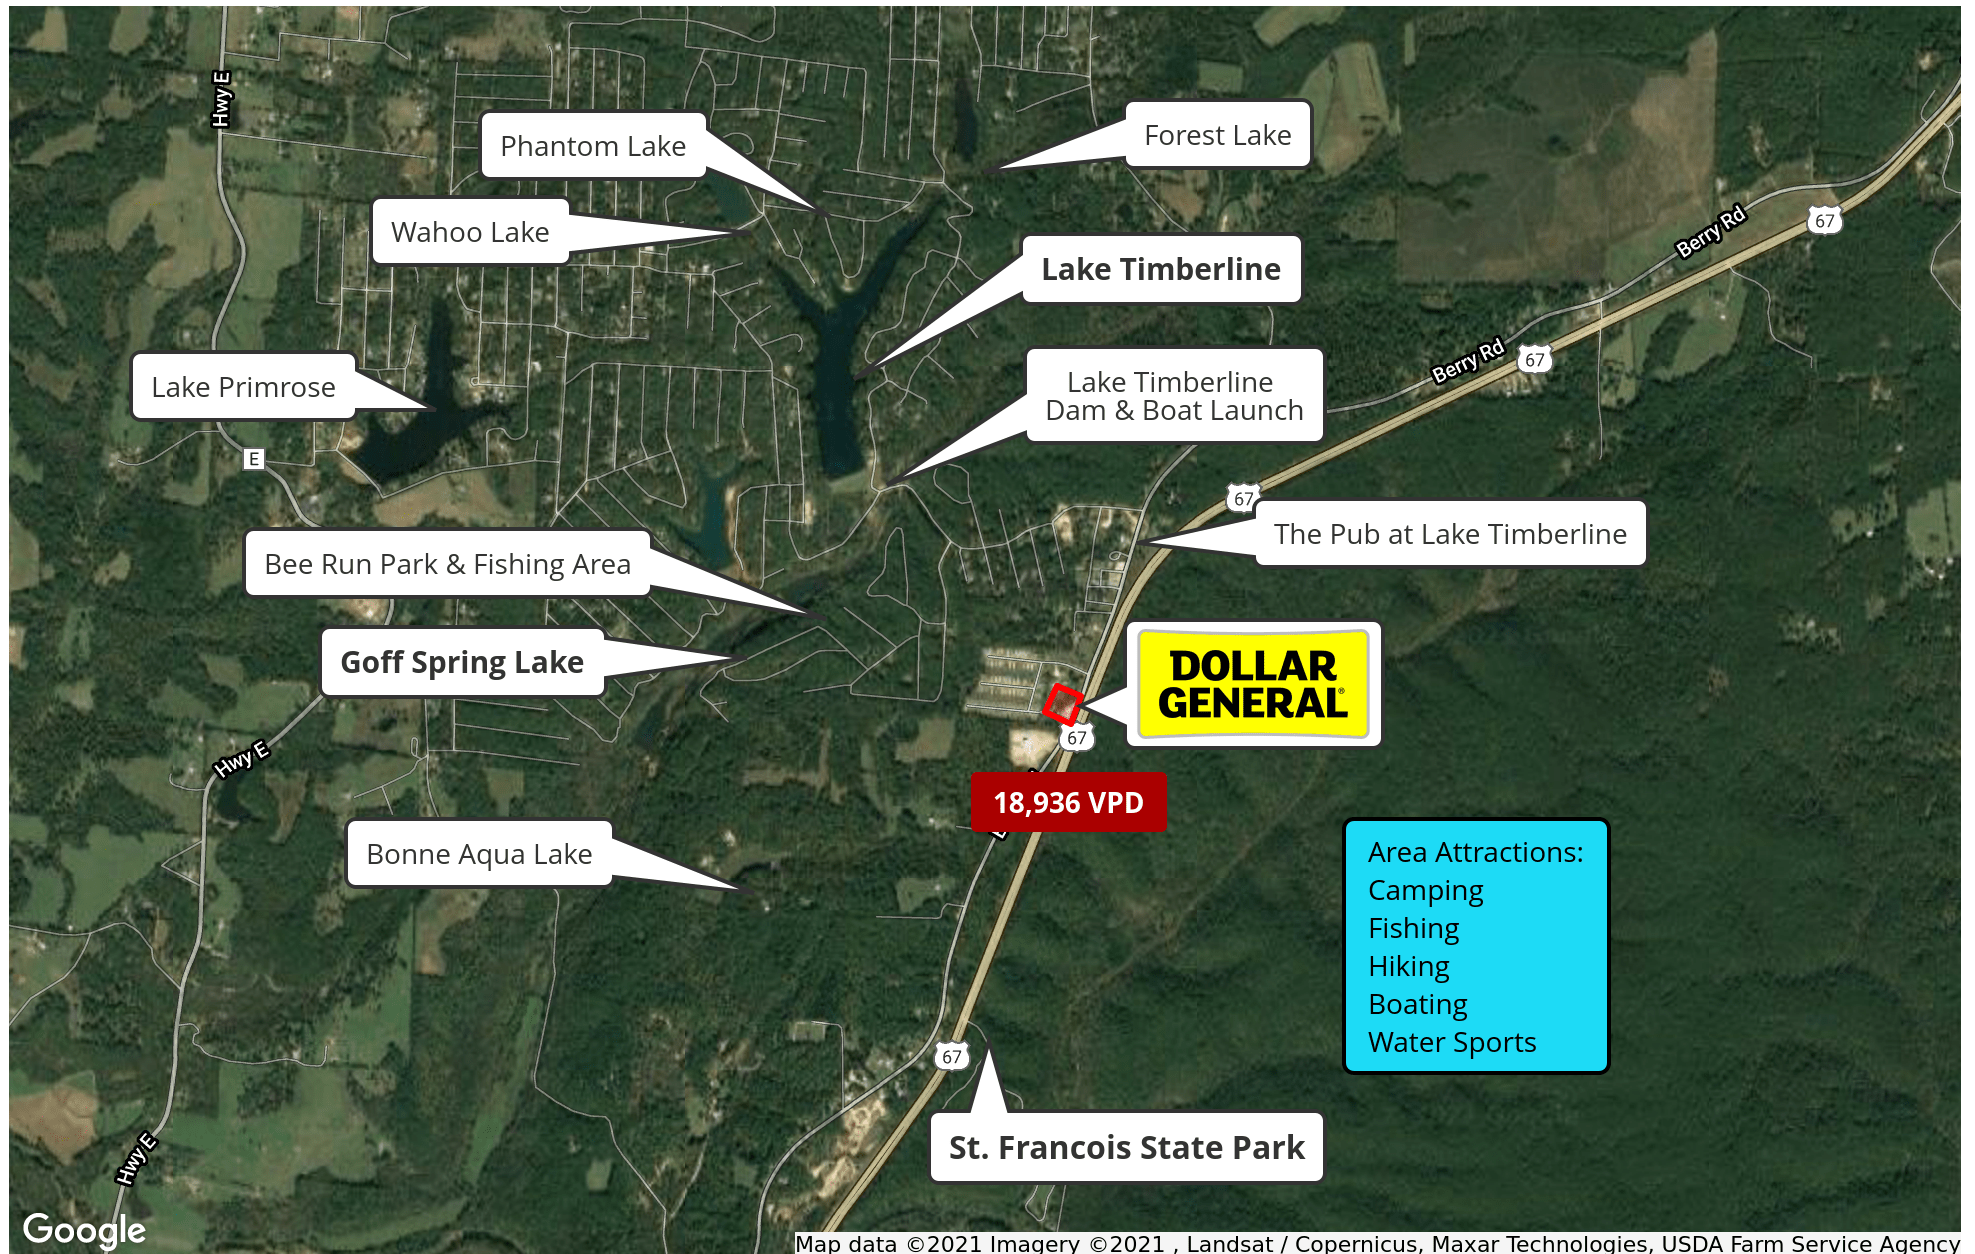 Hwy E
Forest Lake
Phantom Lake
Wahoo Lake
Berry Rd
67
Lake Timberline
Berry Rd
67
Lake Primrose
Lake Timberline
Dam & Boat Launch
E
67
The Pub at Lake Timberline
Bee Run Park & Fishing Area
Goff Spring Lake
DOLLAR
GENERAL®
67
Hwy E
18,936 VPD
Bonne Aqua Lake
Area Attractions:
Camping
Fishing
Hiking
Boating
Water Sports
67
St. Francois State Park
Hwy E
Google
Map data ©2021 Imagery ©2021 , Landsat / Copernicus, Maxar Technologies, USDA Farm Service Agency